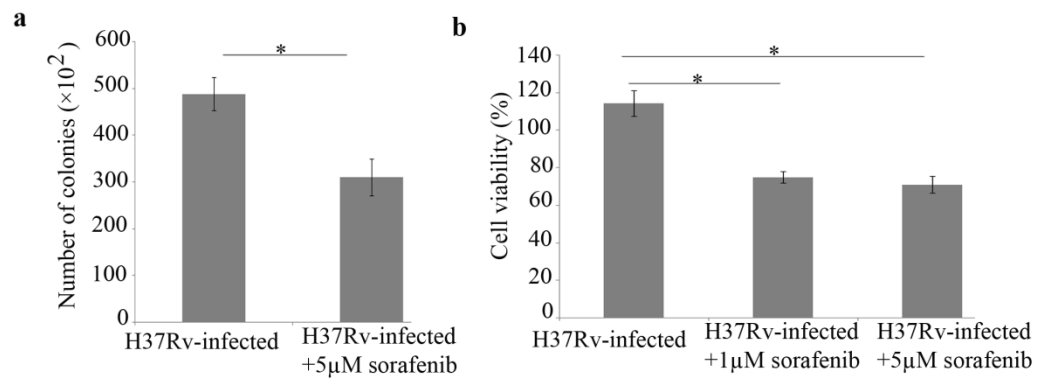 a
Number of colonies (×10²)
600
500
400
300
200
100
0
*
H37Rv-infected
H37Rv-infected
+5µM sorafenib
b
Cell viability (%)
140
120
100
80
60
40
20
0
*
*
H37Rv-infected
H37Rv-infected
+1µM sorafenib
H37Rv-infected
+5µM sorafenib